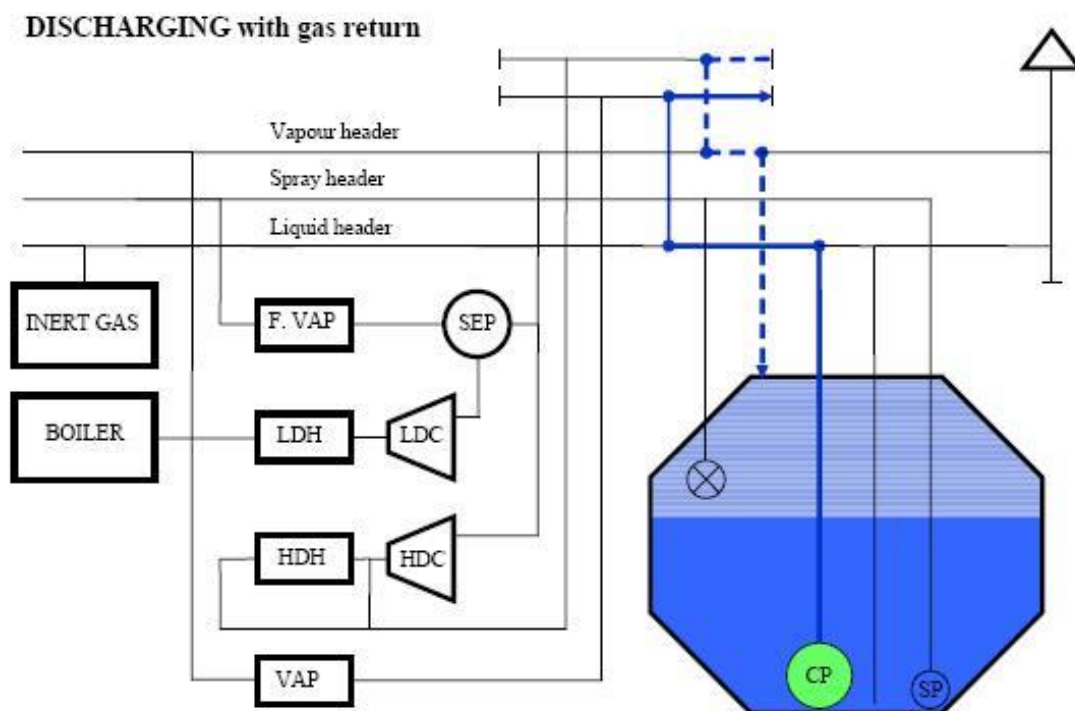 DISCHARGING with gas return
Vapour header
Spray header
Liquid header
INERT GAS
F. VAP
SEP
BOILER
LDH
LDC
HDH
HDC
VAP
CP
SP